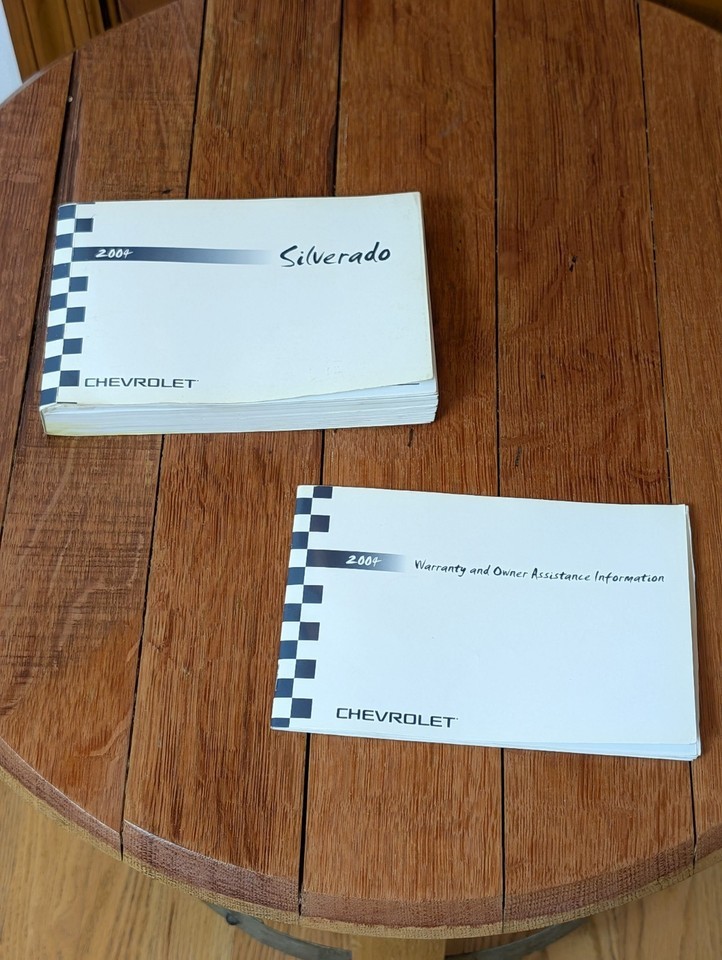 2004 Silverado
CHEVROLET
2004 Warranty and Owner Assistance Information
CHEVROLET